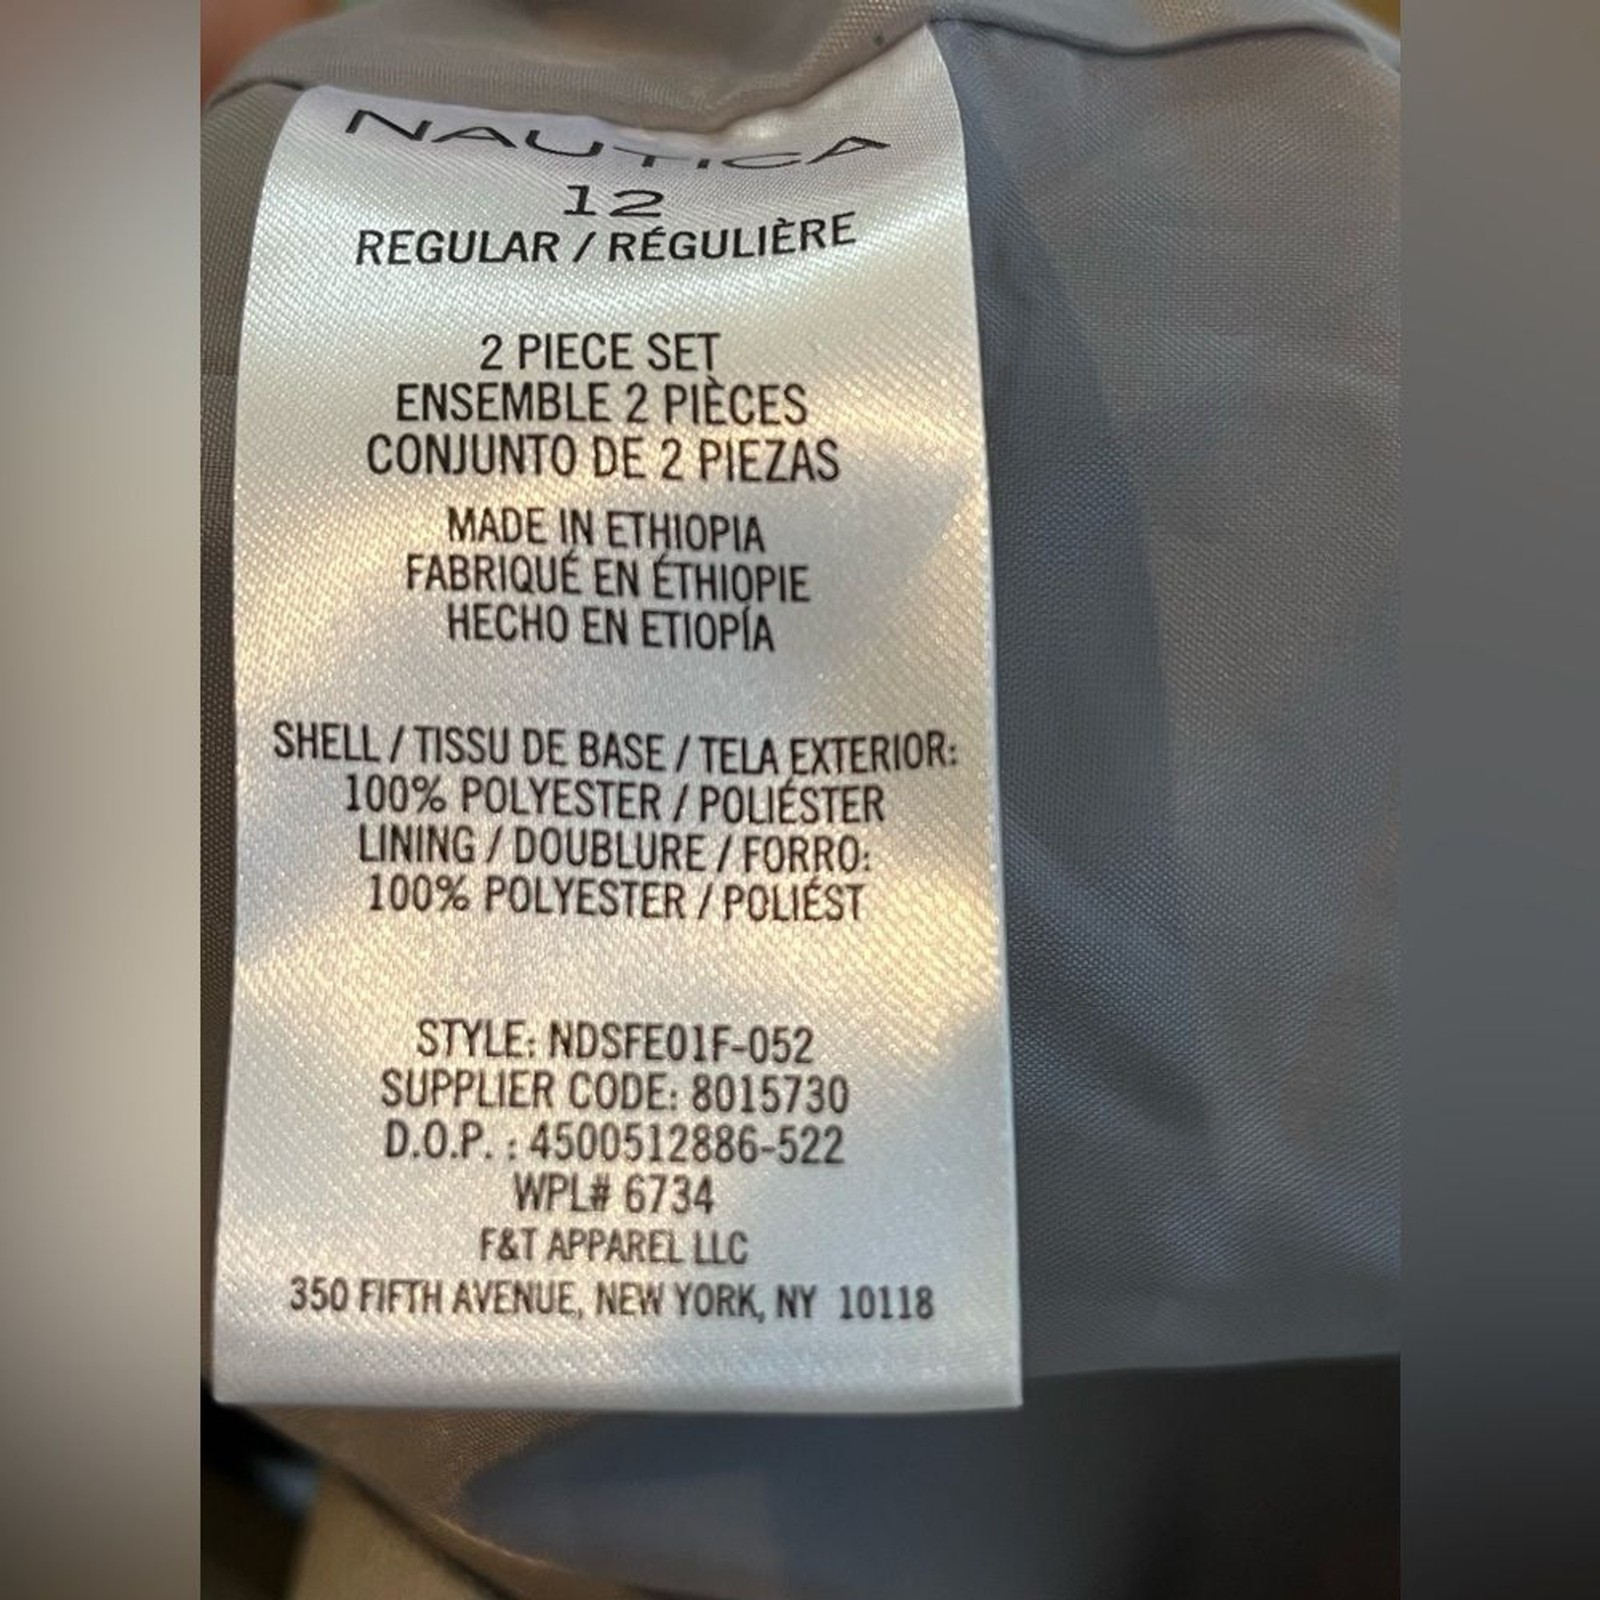 NAUTICA
12
REGULAR / RÉGULIÈRE
2 PIECE SET
ENSEMBLE 2 PIÈCES
CONJUNTO DE 2 PIEZAS
MADE IN ETHIOPIA
FABRIQUÉ EN ÉTHIOPIE
HECHO EN ETIOPÍA
SHELL / TISSU DE BASE / TELA EXTERIOR:
100% POLYESTER / POLIÉSTER
LINING / DOUBLURE / FORRO:
100% POLYESTER / POLIÉST
STYLE: NDSFE01F-052
SUPPLIER CODE: 8015730
D.O.P. : 4500512886-522
WPL# 6734
F&T APPAREL LLC
350 FIFTH AVENUE, NEW YORK, NY 10118